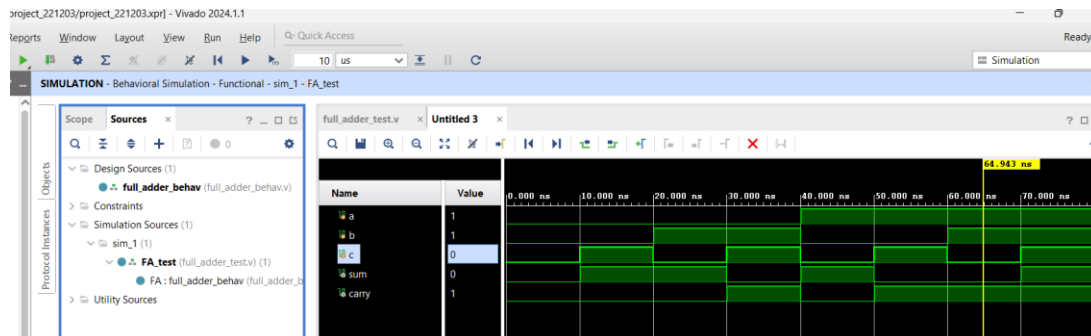 project_221203/project_221203.xpr] - Vivado 2024.1.1
Reports Window Layout View Run Help Q- Quick Access Ready
10 us Simulation
SIMULATION - Behavioral Simulation - Functional - sim_1 - FA_test
Scope Sources × ? _
full_adder_test.v × Untitled 3 × ?
0
Objects
Protocol Instances
Design Sources (1)
full_adder_behav (full_adder_behav.v)
Constraints
Simulation Sources (1)
sim_1 (1)
FA_test (full_adder_test.v) (1)
FA : full_adder_behav (full_adder_b
Utility Sources
64.943 ns
Name Value 0.000 ns 10.000 ns 20.000 ns 30.000 ns 40.000 ns 50.000 ns 60.000 ns 70.000 ns
a 1
b 1
c 0
sum 0
carry 1